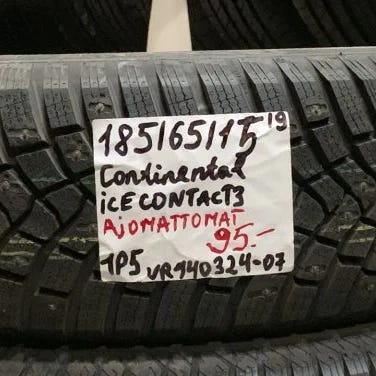 185/65/15 '19
Continental
icE CONTACT3
AJOMATTOMAT
95.-
1P5 VR140324-07